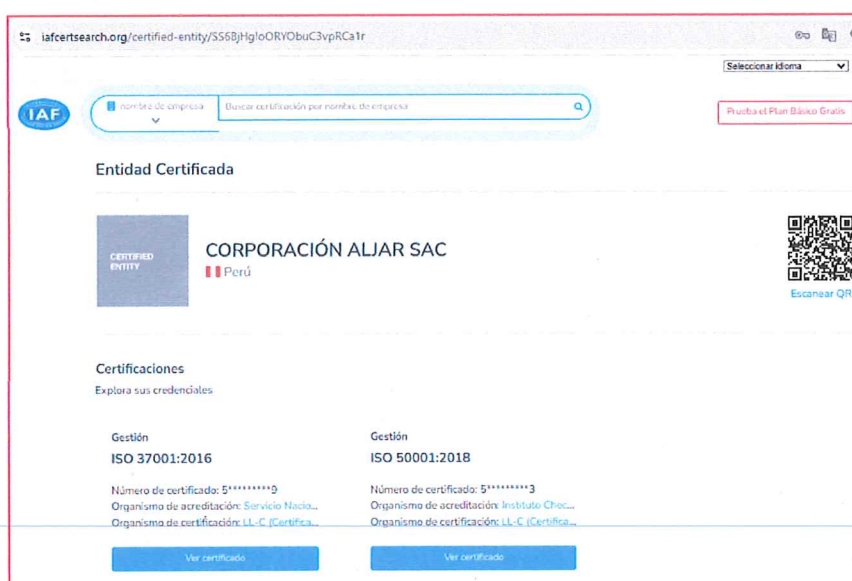 iafcertsearch.org/certified-entity/SS6BjHgIoORYObuC3vpRCa1r
Seleccionar idioma
IAF
nombre de empresa
Buscar certificación por nombre de empresa
Prueba el Plan Básico Gratis
Entidad Certificada
CERTIFIED
ENTITY
CORPORACIÓN ALJAR SAC
Perú
Escanear QR
Certificaciones
Explora sus credenciales
Gestión
ISO 37001:2016
Número de certificado: 5*********9
Organismo de acreditación: Servicio Nacio...
Organismo de certificación: LL-C (Certifica...
Ver certificado
Gestión
ISO 50001:2018
Número de certificado: 5*********3
Organismo de acreditación: Instituto Chec...
Organismo de certificación: LL-C (Certifica...
Ver certificado